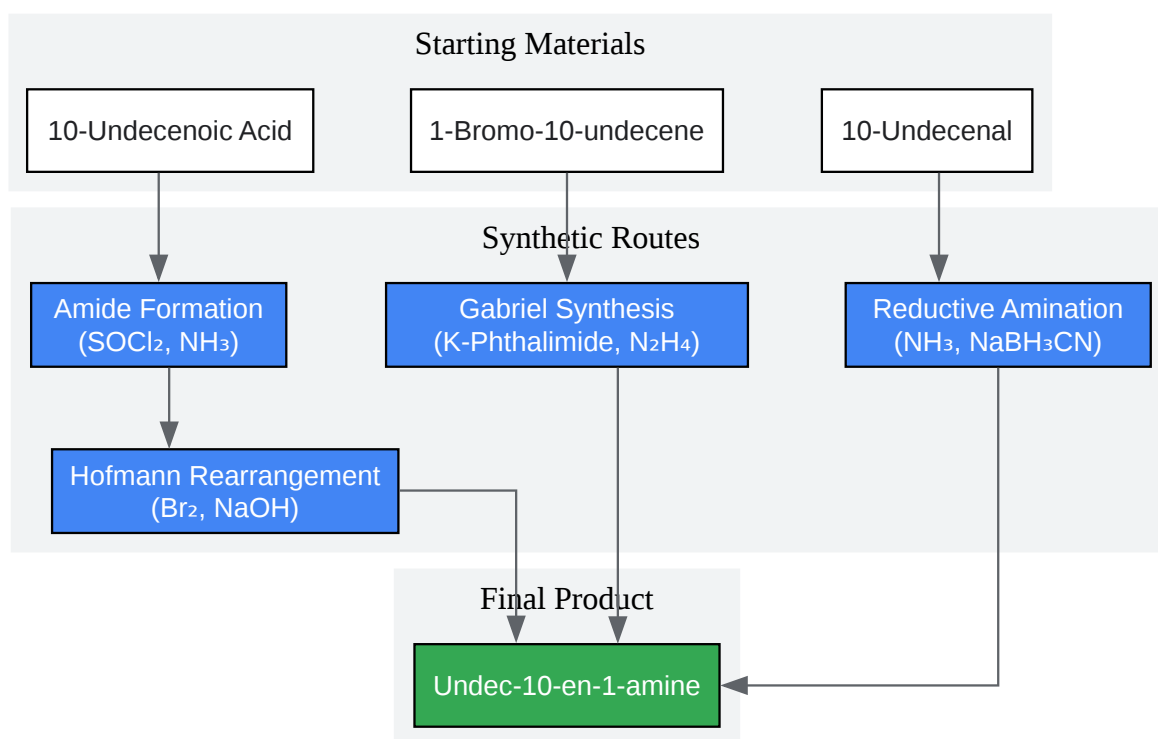 Starting Materials
10-Undecenoic Acid
1-Bromo-10-undecene
10-Undecenal
Synthetic Routes
Amide Formation
(SOCl₂, NH₃)
Gabriel Synthesis
(K-Phthalimide, N₂H₄)
Reductive Amination
(NH₃, NaBH₃CN)
Hofmann Rearrangement
(Br₂, NaOH)
Final Product
Undec-10-en-1-amine